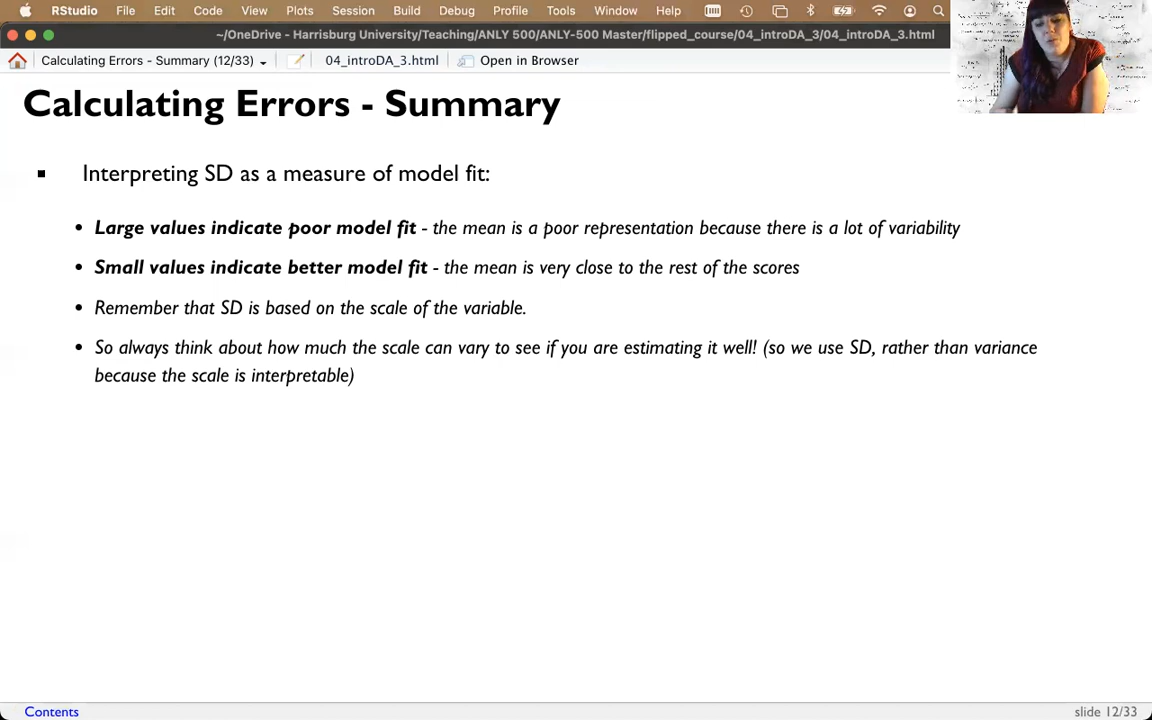 RStudio File Edit Code View Plots Session Build Debug Profile Tools Window Help
~/OneDrive - Harrisburg University/Teaching/ANLY 500/ANLY-500 Master/flipped_course/04_introDA_3/04_introDA_3.html
Calculating Errors - Summary (12/33) 04_introDA_3.html Open in Browser
Calculating Errors - Summary
Interpreting SD as a measure of model fit:
• Large values indicate poor model fit - the mean is a poor representation because there is a lot of variability
• Small values indicate better model fit - the mean is very close to the rest of the scores
• Remember that SD is based on the scale of the variable.
• So always think about how much the scale can vary to see if you are estimating it well! (so we use SD, rather than variance
because the scale is interpretable)
Contents slide 12/33